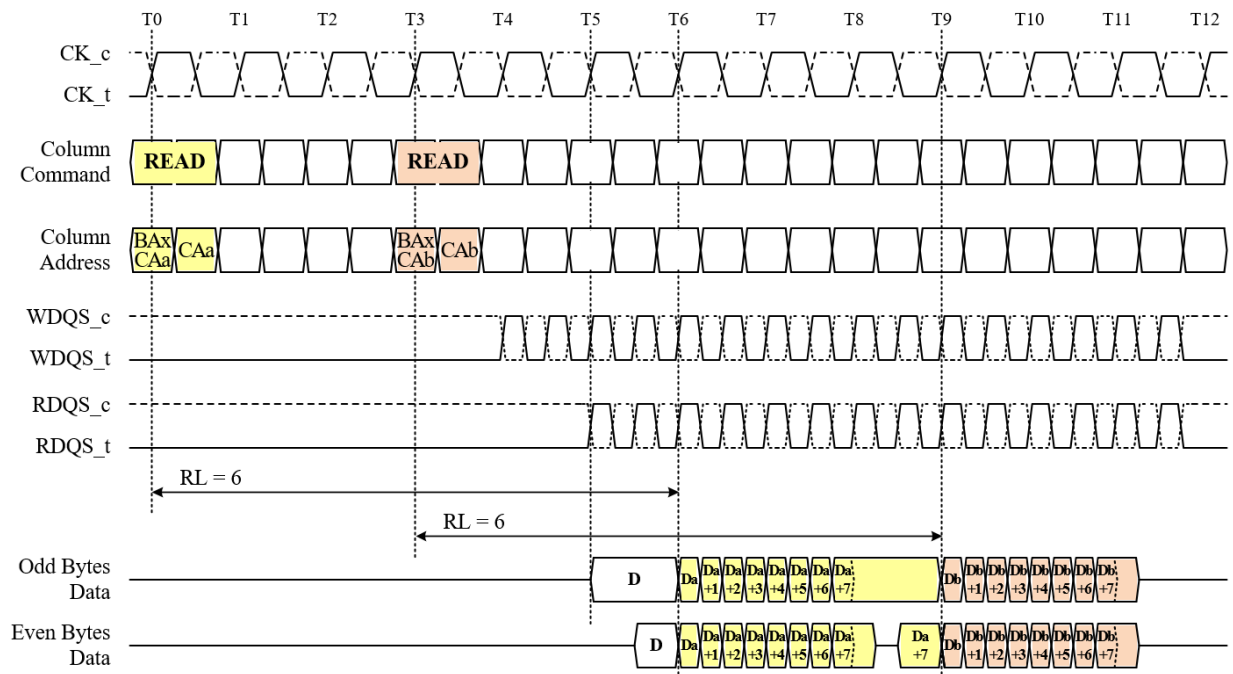 T0 T1 T2 T3 T4 T5 T6 T7 T8 T9 T10 T11 T12
CK_c
CK_t
Column
Command
READ READ
Column
Address
BAx
CAa CAa BAx
CAb CAb
WDQS_c
WDQS_t
RDQS_c
RDQS_t
RL = 6
RL = 6
Odd Bytes
Data
D Da Da
+1 Da
+2 Da
+3 Da
+4 Da
+5 Da
+6 Da
+7 Db Db
+1 Db
+2 Db
+3 Db
+4 Db
+5 Db
+6 Db
+7
Even Bytes
Data
D Da Da
+1 Da
+2 Da
+3 Da
+4 Da
+5 Da
+6 Da
+7 Da
+7 Db Db
+1 Db
+2 Db
+3 Db
+4 Db
+5 Db
+6 Db
+7